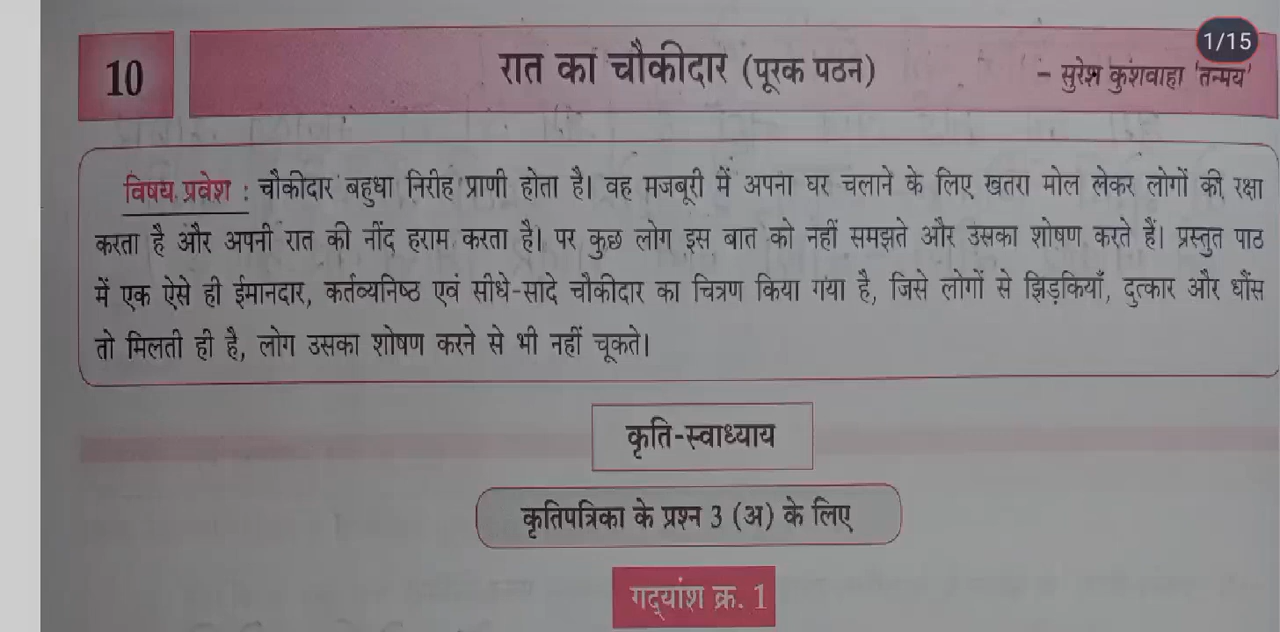 1/15
10
रात का चौकीदार (पूरक पठन)
- सुरेश कुशवाहा 'तन्मय'
विषय प्रवेश : चौकीदार बहुधा निरीह प्राणी होता है। वह मजबूरी में अपना घर चलाने के लिए खतरा मोल लेकर लोगों की रक्षा
करता है और अपनी रात की नींद हराम करता है। पर कुछ लोग इस बात को नहीं समझते और उसका शोषण करते हैं। प्रस्तुत पाठ
में एक ऐसे ही ईमानदार, कर्तव्यनिष्ठ एवं सीधे-सादे चौकीदार का चित्रण किया गया है, जिसे लोगों से झिड़कियाँ, दुत्कार और धौंस
तो मिलती ही है, लोग उसका शोषण करने से भी नहीं चूकते।
कृति-स्वाध्याय
कृतिपत्रिका के प्रश्न 3 (अ) के लिए
गद्‌यांश क्र. 1